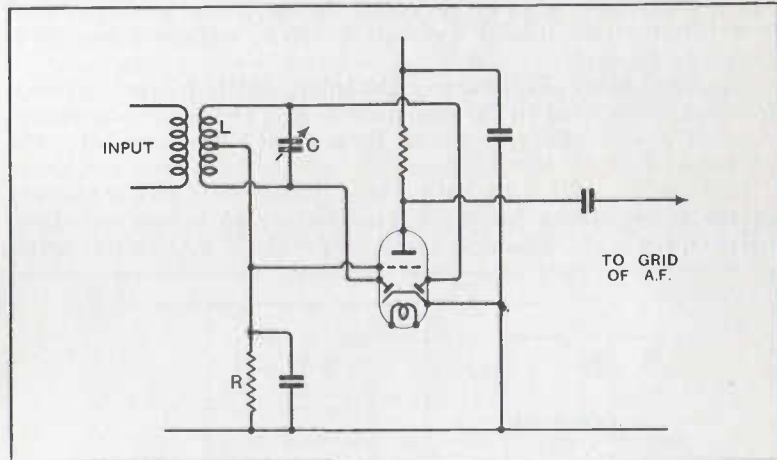 L
INPUT
C
TO GRID
OF A.F.
R